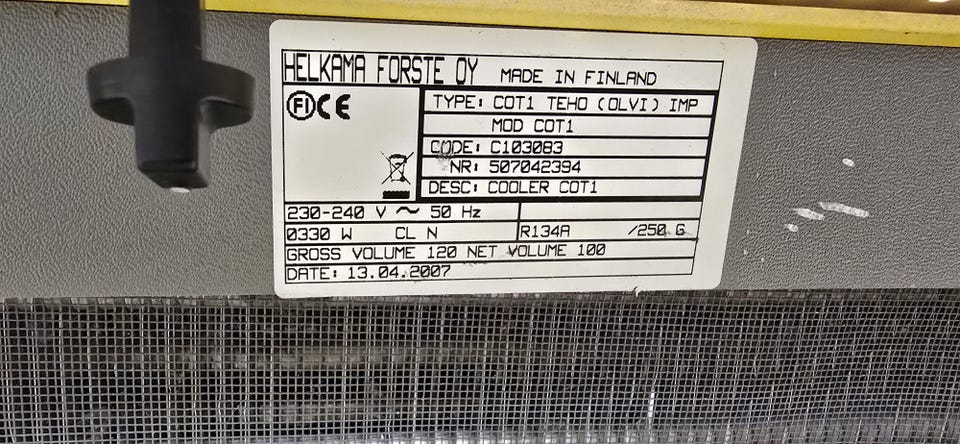 HELKAMA FORSTE OY MADE IN FINLAND
FI CE
TYPE: COT1 TEHO (OLVI) IMP
MOD COT1
CODE: C103083
NR: 507042394
DESC: COOLER COT1
230-240 V ~ 50 Hz
0330 W CL N R134A /250 G
GROSS VOLUME 120 NET VOLUME 100
DATE: 13.04.2007